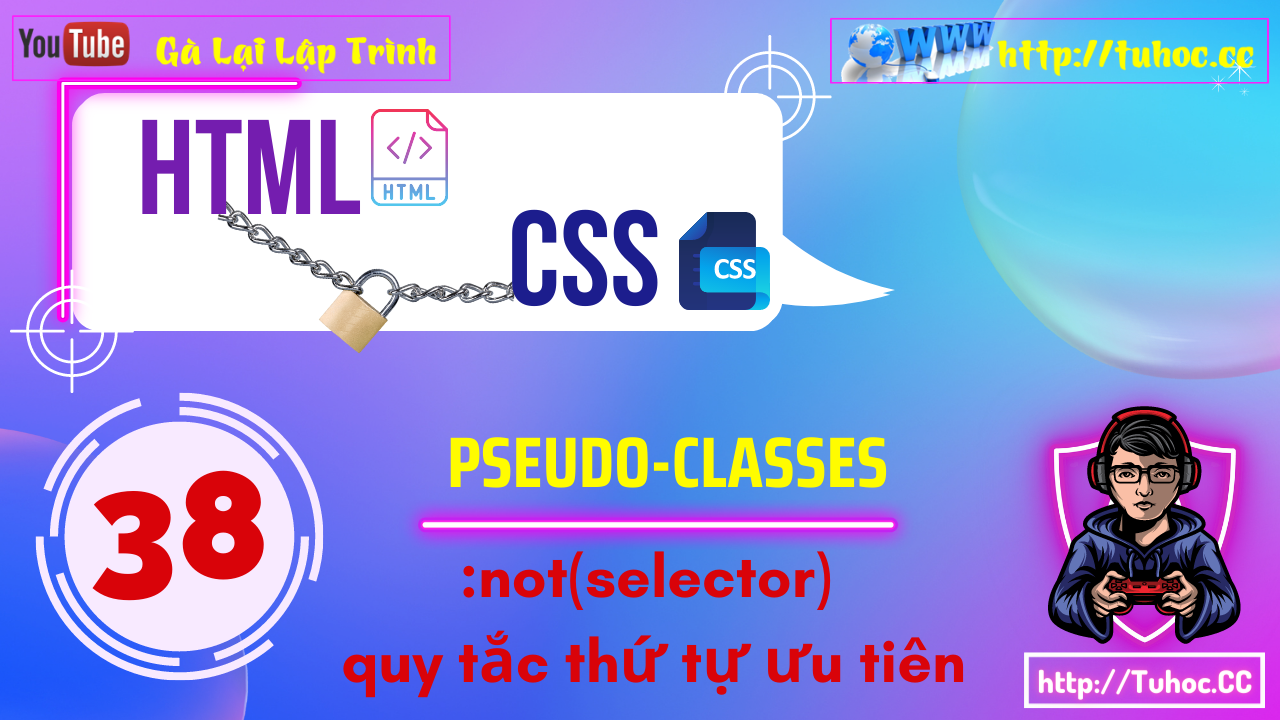 YouTube
Gà Lại Lập Trình
WWW
http://tuhoc.cc
HTML
</>
HTML
CSS
CSS
38
PSEUDO-CLASSES
:not(selector)
quy tắc thứ tự ưu tiên
http://Tuhoc.CC